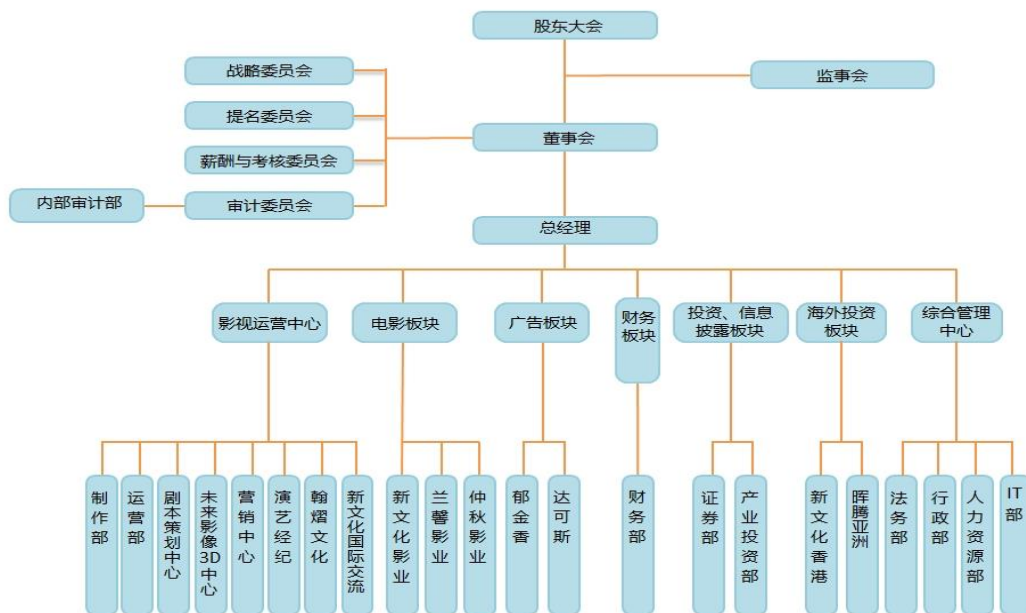 股东大会
战略委员会
监事会
提名委员会
董事会
薪酬与考核委员会
内部审计部
审计委员会
总经理
影视运营中心
电影板块
广告板块
财务
板块
投资、信息
披露板块
海外投资
板块
综合管理
中心
制作部
运营部
剧本策划中心
未来影像3D中心
营销中心
演艺经纪
翰熠文化
新文化国际交流
新文化影业
兰馨影业
仲秋影业
郁金香
达可斯
财务部
证券部
产业投资部
新文化香港
晖腾亚洲
法务部
行政部
人力资源部
IT部